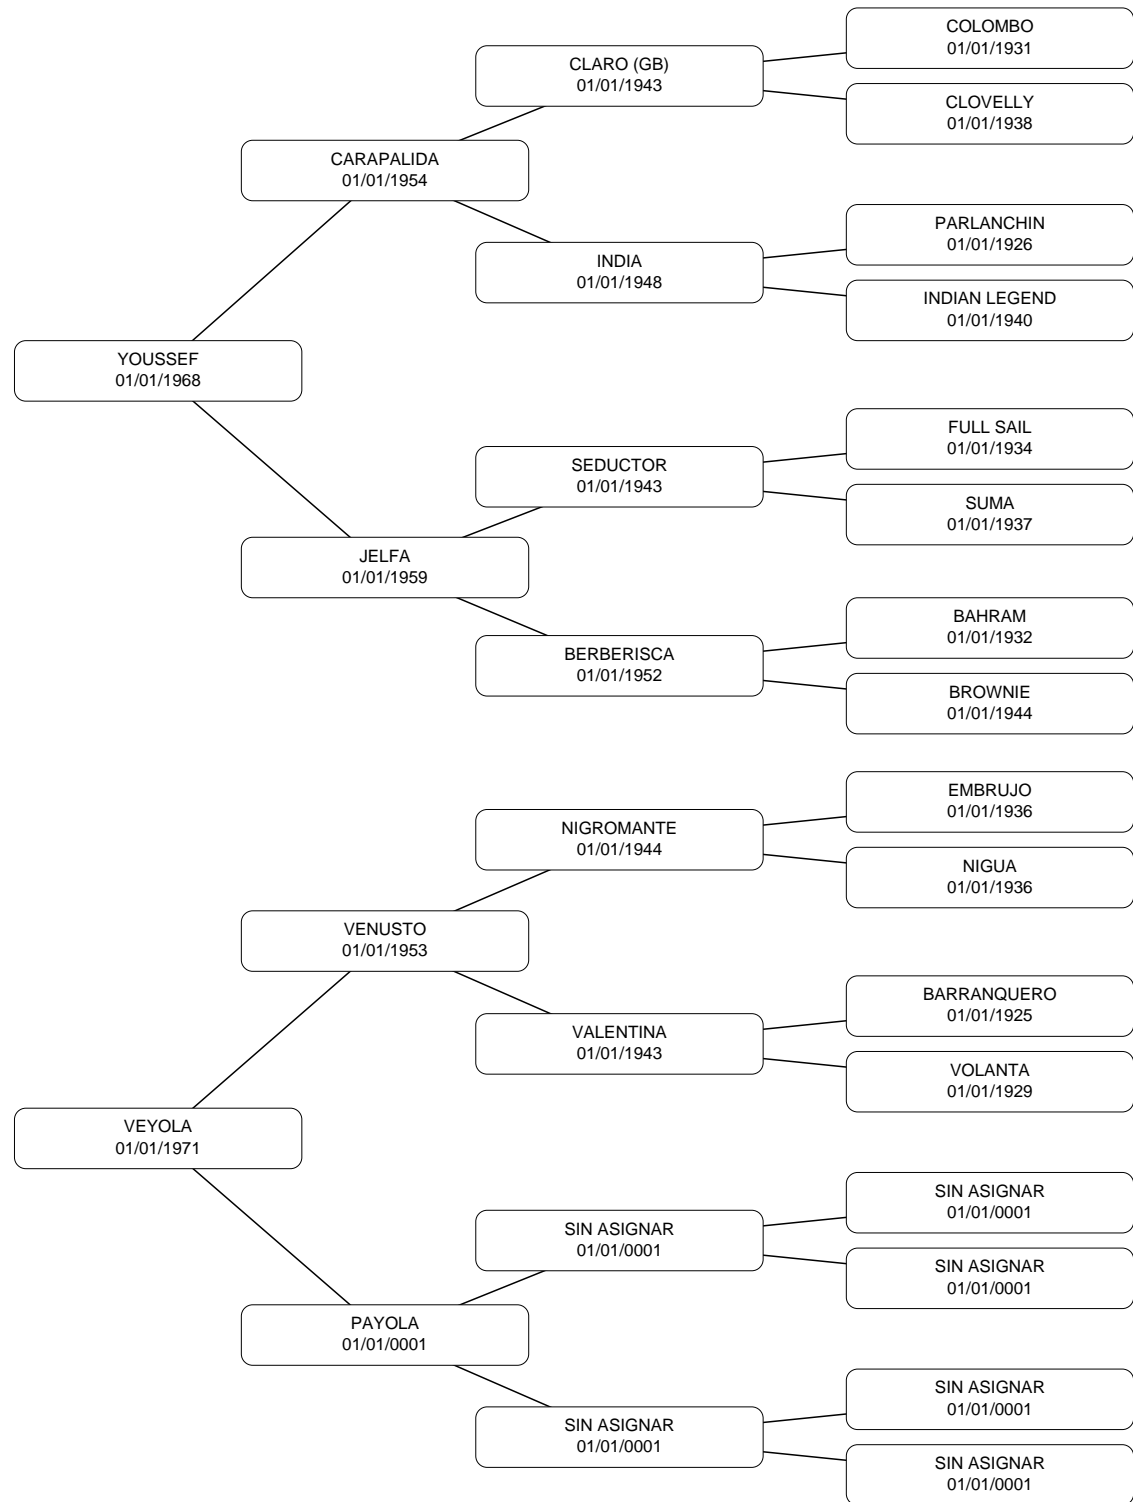 COLOMBO
01/01/1931
CLARO (GB)
01/01/1943
CLOVELLY
01/01/1938
CARAPALIDA
01/01/1954
PARLANCHIN
01/01/1926
INDIA
01/01/1948
INDIAN LEGEND
01/01/1940
YOUSSEF
01/01/1968
FULL SAIL
01/01/1934
SEDUCTOR
01/01/1943
SUMA
01/01/1937
JELFA
01/01/1959
BAHRAM
01/01/1932
BERBERISCA
01/01/1952
BROWNIE
01/01/1944
EMBRUJO
01/01/1936
NIGROMANTE
01/01/1944
NIGUA
01/01/1936
VENUSTO
01/01/1953
BARRANQUERO
01/01/1925
VALENTINA
01/01/1943
VOLANTA
01/01/1929
VEYOLA
01/01/1971
SIN ASIGNAR
01/01/0001
SIN ASIGNAR
01/01/0001
SIN ASIGNAR
01/01/0001
PAYOLA
01/01/0001
SIN ASIGNAR
01/01/0001
SIN ASIGNAR
01/01/0001
SIN ASIGNAR
01/01/0001